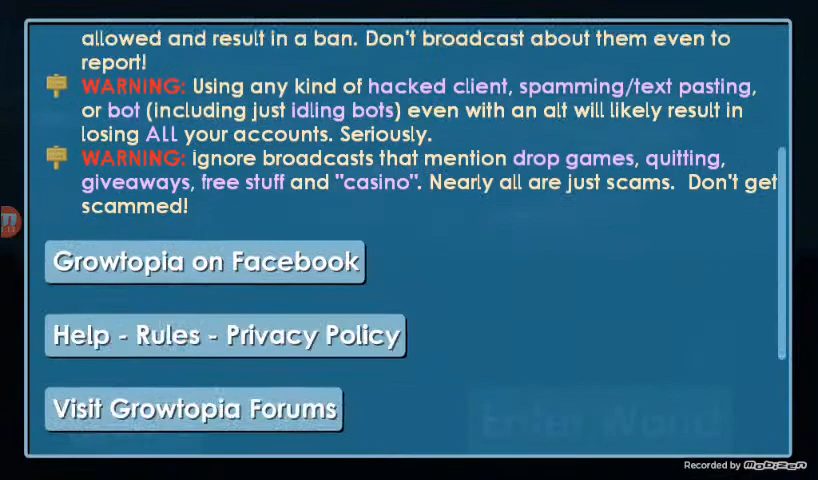 allowed and result in a ban. Don't broadcast about them even to
report!
WARNING: Using any kind of hacked client, spamming/text pasting,
or bot (including just idling bots) even with an alt will likely result in
losing ALL your accounts. Seriously.
WARNING: Ignore broadcasts that mention drop games, quitting,
giveaways, free stuff and "casino". Nearly all are just scams. Don't get
scammed!
Growtopia on Facebook
Help - Rules - Privacy Policy
Visit Growtopia Forums
Enter World
Recorded by Mobizen